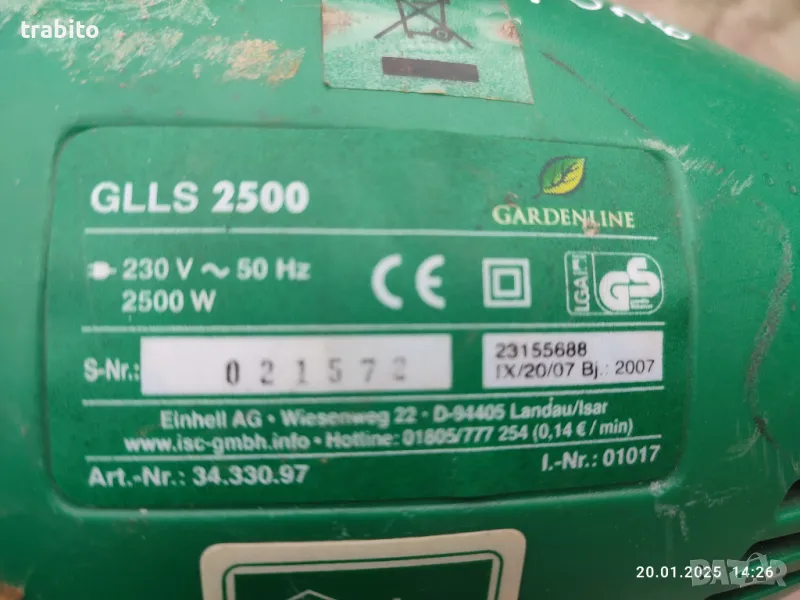 trabito
GLLS 2500
GARDENLINE
230 V ~ 50 Hz
2500 W
CE
LGA
GS
S-Nr.: 021572
23155688
IX/20/07 Bj.: 2007
Einhell AG • Wiesenweg 22 • D-94405 Landau/Isar
www.isc-gmbh.info • Hotline: 01805/777 254 (0,14 € / min)
Art.-Nr.: 34.330.97
I.-Nr.: 01017
BAZAR
20.01.2025 14:26